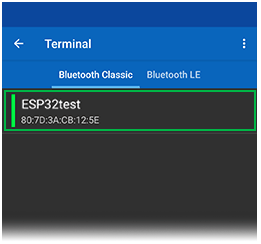 Terminal
Bluetooth Classic Bluetooth LE
ESP32test
80:7D:3A:CB:12:5E